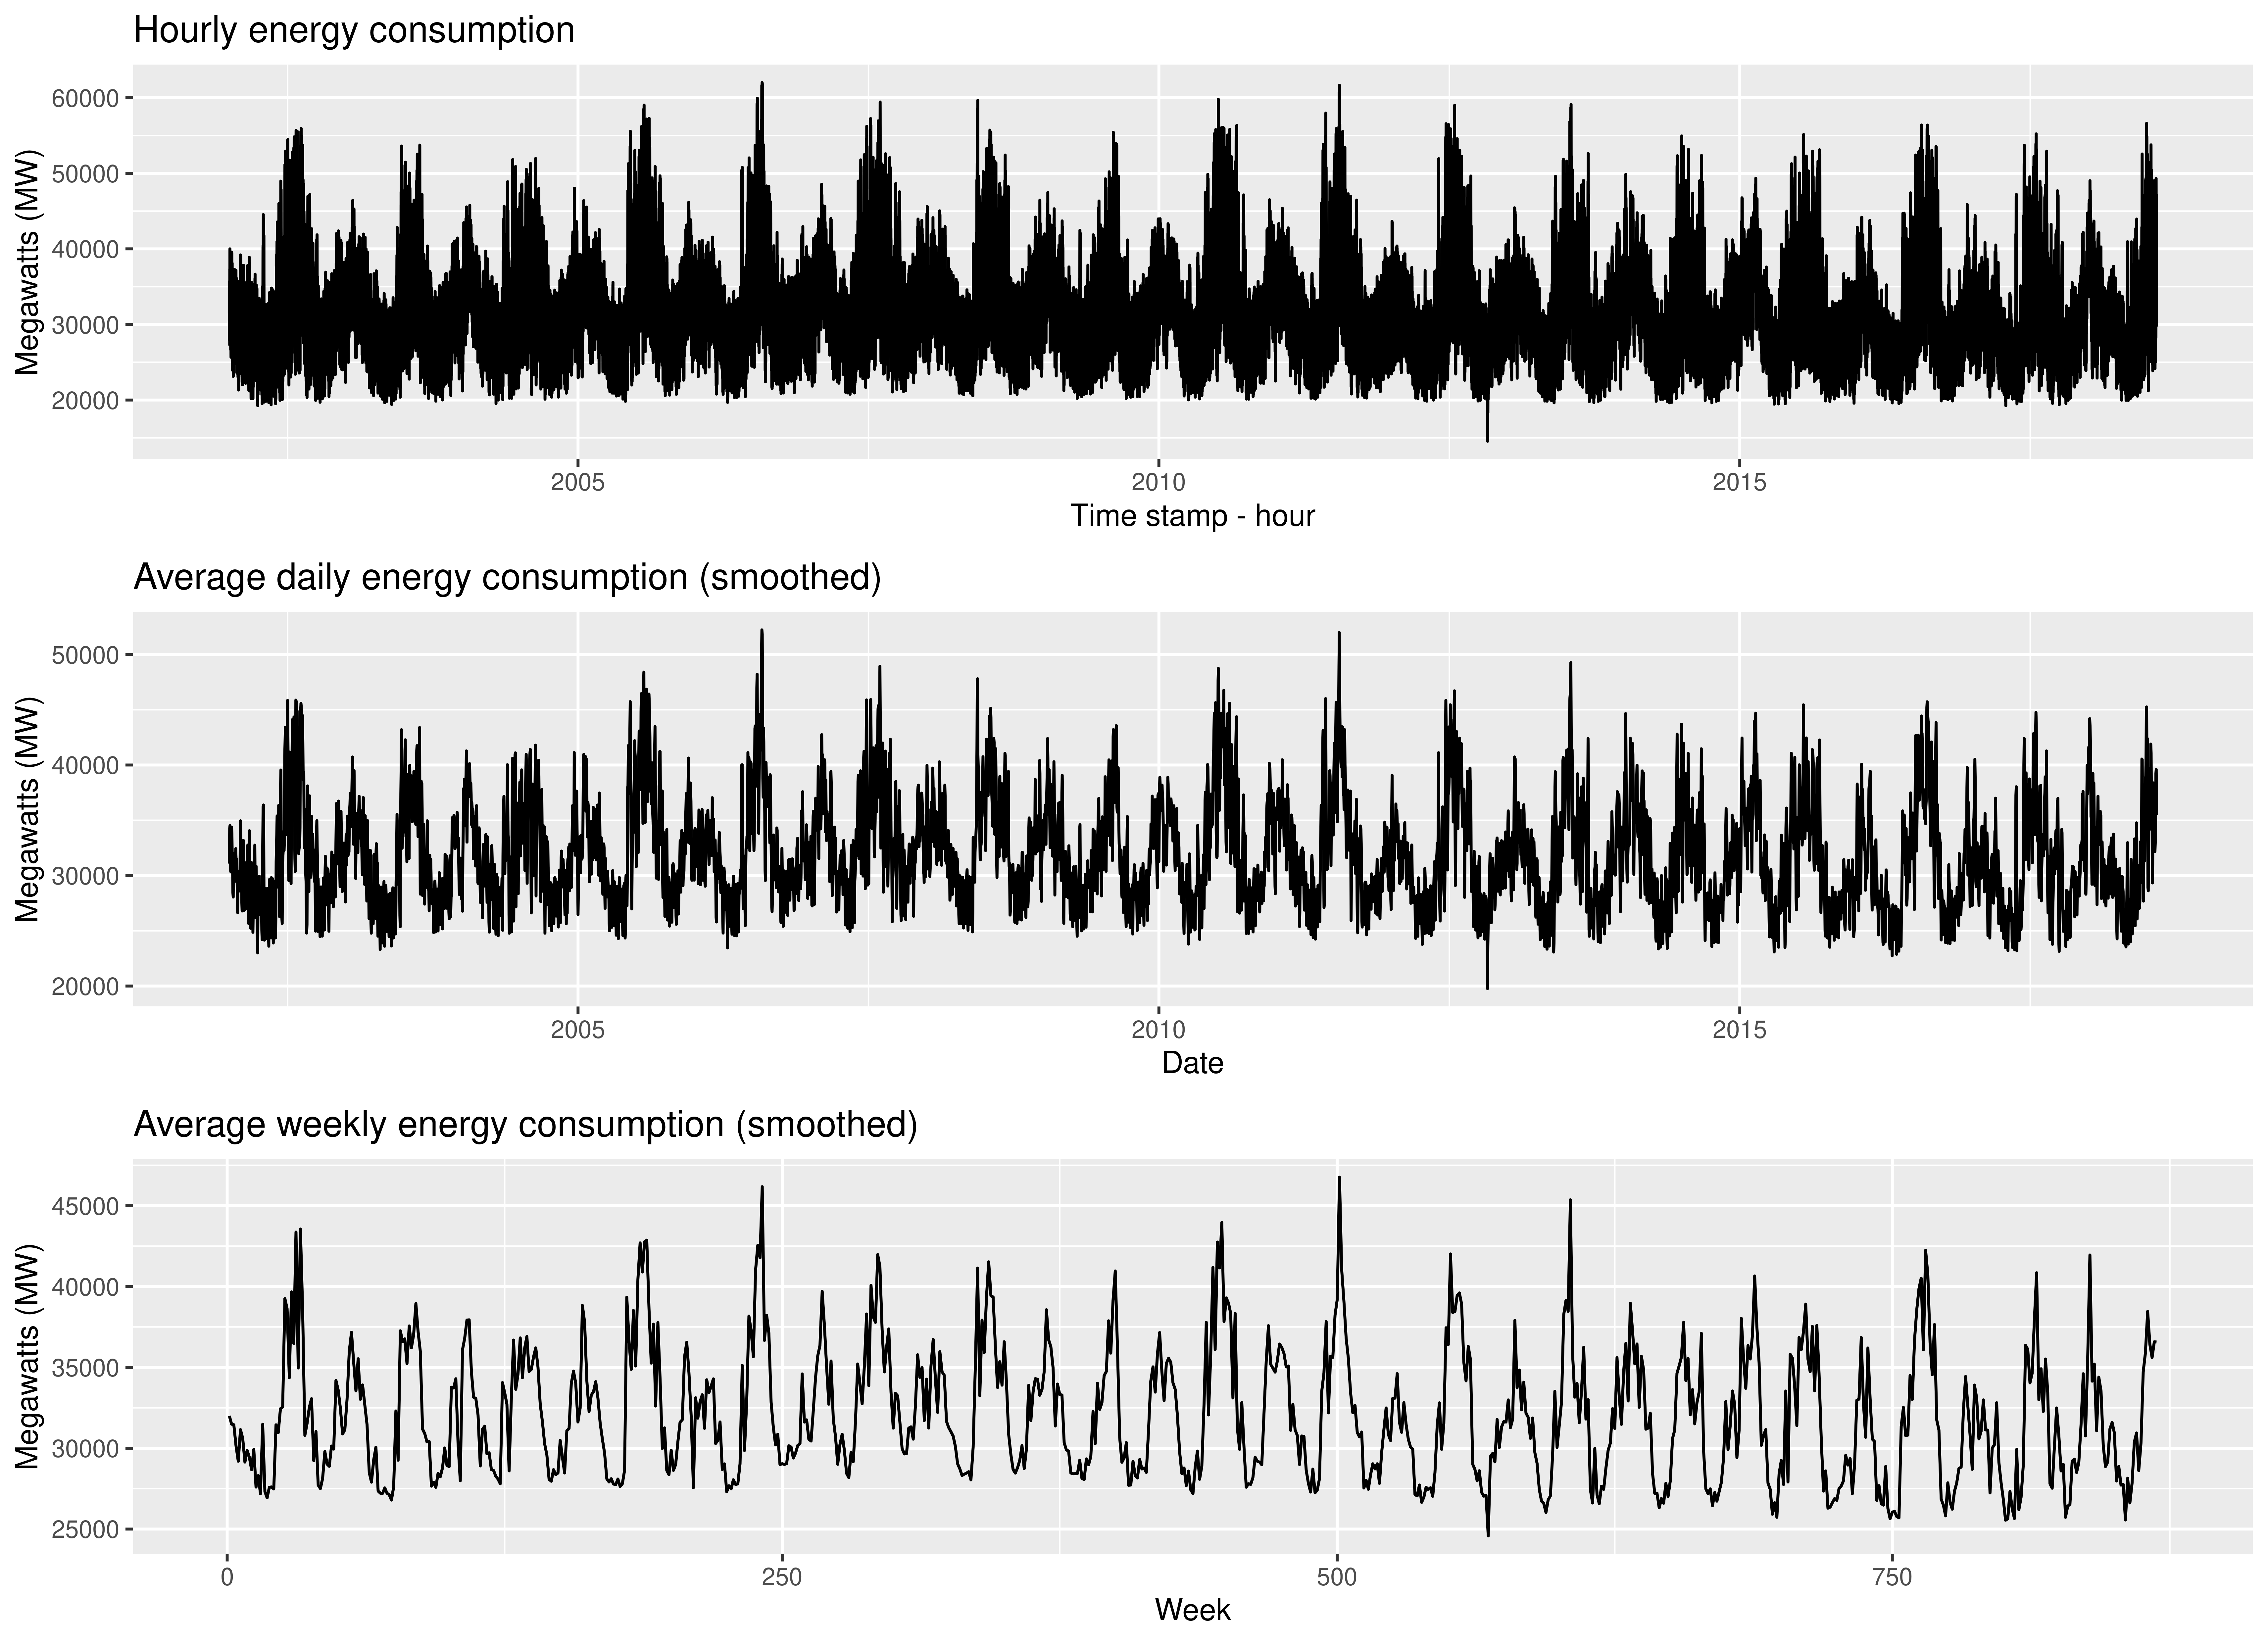 Hourly energy consumption
60000
50000
40000
30000
20000
Megawatts (MW)
2005 2010 2015
Time stamp - hour
Average daily energy consumption (smoothed)
50000
40000
30000
20000
Megawatts (MW)
2005 2010 2015
Date
Average weekly energy consumption (smoothed)
45000
40000
35000
30000
25000
Megawatts (MW)
0 250 500 750
Week